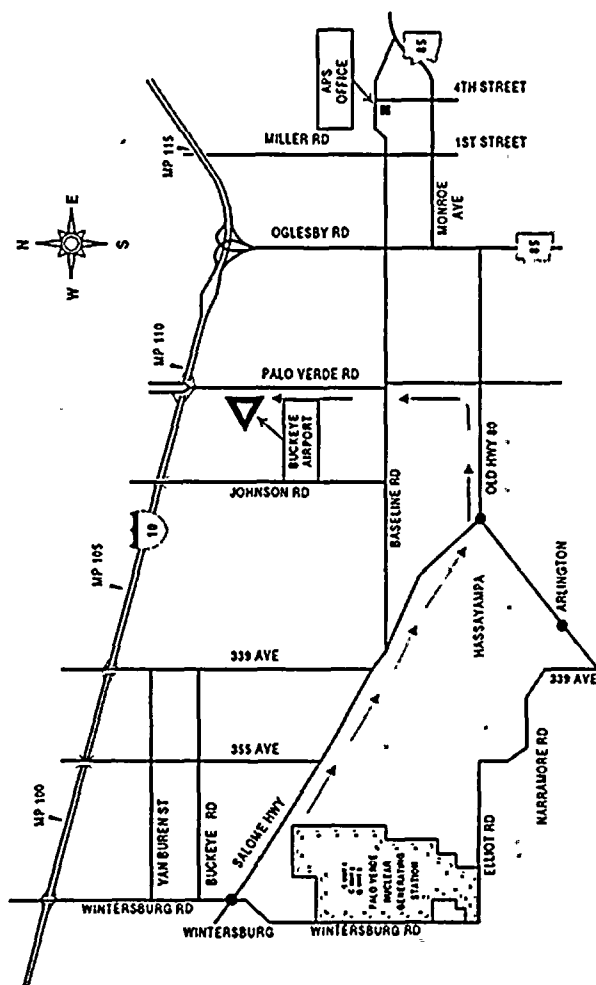 N
E
S
W
MP 115
MP 110
MP 105
MP 100
10
85
APS
OFFICE
4TH STREET
MILLER RD
1ST STREET
MONROE
AVE
OGLESBY RD
85
PALO VERDE RD
BUCKEYE
AIRPORT
JOHNSON RD
BASELINE RD
OLD HWY 80
HASSAYAMPA
ARLINGTON
339 AVE
339 AVE
355 AVE
NARRAMORE RD
ELLIOT RD
VAN BUREN ST
BUCKEYE RD
SALOME HWY
PALO VERDE
NUCLEAR
GENERATING
STATION
WINTERSBURG RD
WINTERSBURG
WINTERSBURG RD